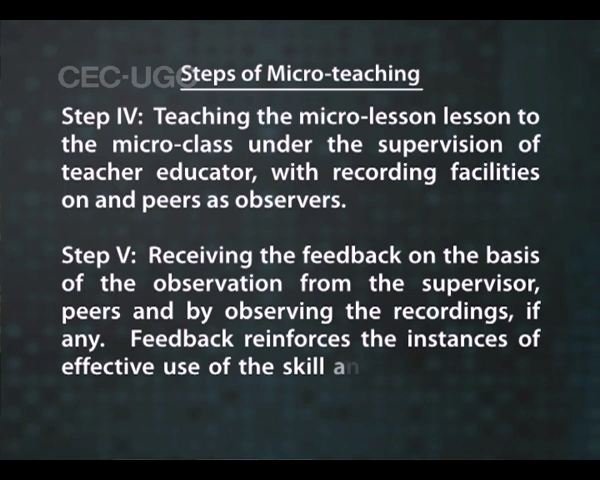 CEC-UGC
Steps of Micro-teaching
Step IV: Teaching the micro-lesson lesson to
the micro-class under the supervision of
teacher educator, with recording facilities
on and peers as observers.
Step V: Receiving the feedback on the basis
of the observation from the supervisor,
peers and by observing the recordings, if
any. Feedback reinforces the instances of
effective use of the skill an